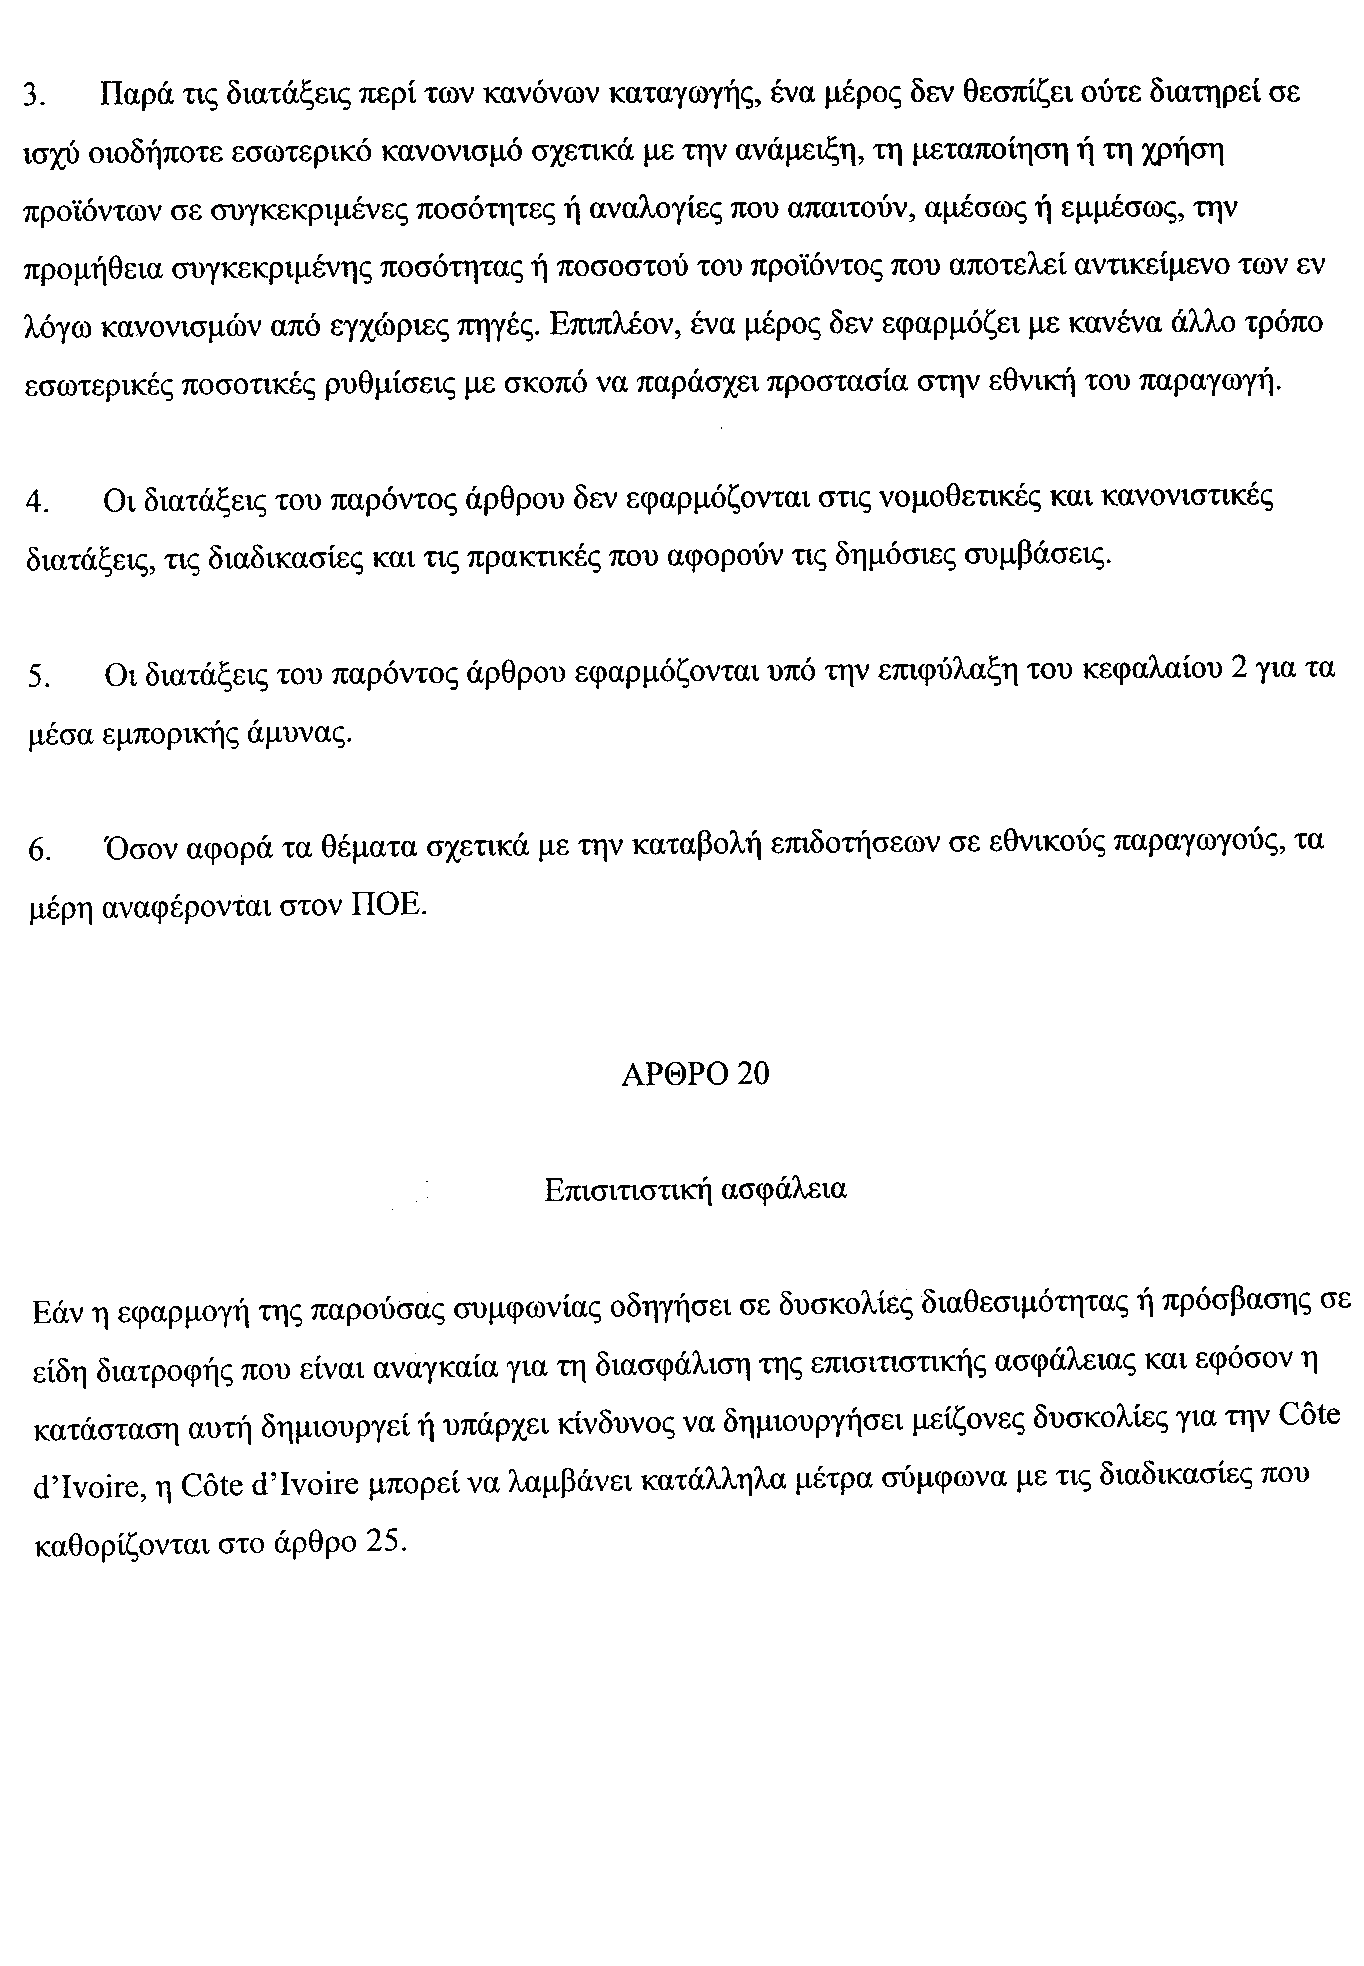 3. Παρά τις διατάξεις περί των κανόνων καταγωγής, ένα μέρος δεν θεσπίζει ούτε διατηρεί σε
ισχύ οιοδήποτε εσωτερικό κανονισμό σχετικά με την ανάμειξη, τη μεταποίηση ή τη χρήση
προϊόντων σε συγκεκριμένες ποσότητες ή αναλογίες που απαιτούν, αμέσως ή εμμέσως, την
προμήθεια συγκεκριμένης ποσότητας ή ποσοστού του προϊόντος που αποτελεί αντικείμενο των εν
λόγω κανονισμών από εγχώριες πηγές. Επιπλέον, ένα μέρος δεν εφαρμόζει με κανένα άλλο τρόπο
εσωτερικές ποσοτικές ρυθμίσεις με σκοπό να παράσχει προστασία στην εθνική του παραγωγή.
4. Οι διατάξεις του παρόντος άρθρου δεν εφαρμόζονται στις νομοθετικές και κανονιστικές
διατάξεις, τις διαδικασίες και τις πρακτικές που αφορούν τις δημόσιες συμβάσεις.
5. Οι διατάξεις του παρόντος άρθρου εφαρμόζονται υπό την επιφύλαξη του κεφαλαίου 2 για τα
μέσα εμπορικής άμυνας.
6. Όσον αφορά τα θέματα σχετικά με την καταβολή επιδοτήσεων σε εθνικούς παραγωγούς, τα
μέρη αναφέρονται στον ΠΟΕ.
ΑΡΘΡΟ 20
Επισιτιστική ασφάλεια
Εάν η εφαρμογή της παρούσας συμφωνίας οδηγήσει σε δυσκολίες διαθεσιμότητας ή πρόσβασης σε
είδη διατροφής που είναι αναγκαία για τη διασφάλιση της επισιτιστικής ασφάλειας και εφόσον η
κατάσταση αυτή δημιουργεί ή υπάρχει κίνδυνος να δημιουργήσει μείζονες δυσκολίες για την Côte
d’Ivoire, η Côte d’Ivoire μπορεί να λαμβάνει κατάλληλα μέτρα σύμφωνα με τις διαδικασίες που
καθορίζονται στο άρθρο 25.